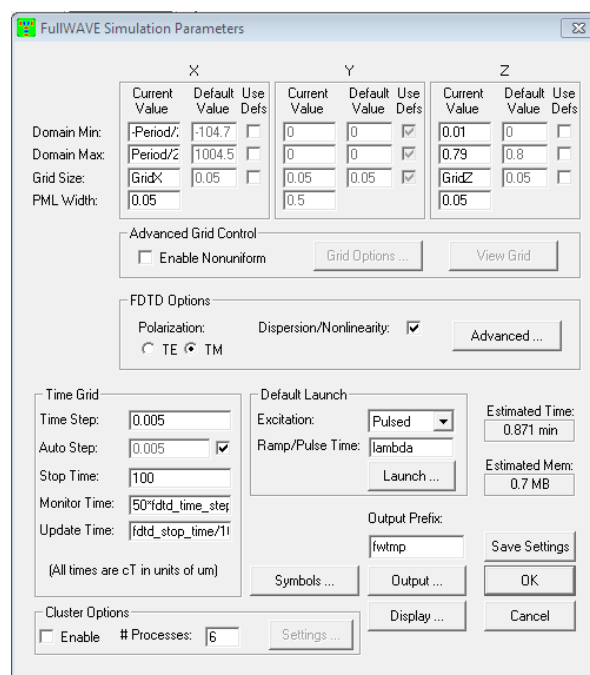 FullWAVE Simulation Parameters
X Y Z
Current Value Default Value Use Defs Current Value Default Value Use Defs Current Value Default Value Use Defs
Domain Min: -Period/2 -104.7 0 0 0.01 0
Domain Max: Period/2 1004.5 0 0 0.79 0.8
Grid Size: GridX 0.05 0.05 0.05 GridZ 0.05
PML Width: 0.05 0.5 0.05
Advanced Grid Control
Enable Nonuniform Grid Options ... View Grid
FDTD Options
Polarization: Dispersion/Nonlinearity: Advanced ...
TE TM
Time Grid
Time Step: 0.005
Auto Step: 0.005
Stop Time: 100
Monitor Time: 50*fdtd_time_step
Update Time: fdtd_stop_time/1
(All times are cT in units of um)
Default Launch
Excitation: Pulsed
Ramp/Pulse Time: lambda
Launch ...
Estimated Time:
0.871 min
Estimated Mem:
0.7 MB
Output Prefix:
fwtmp Save Settings
Symbols ... Output ... OK
Display ... Cancel
Cluster Options
Enable # Processes: 6 Settings ...